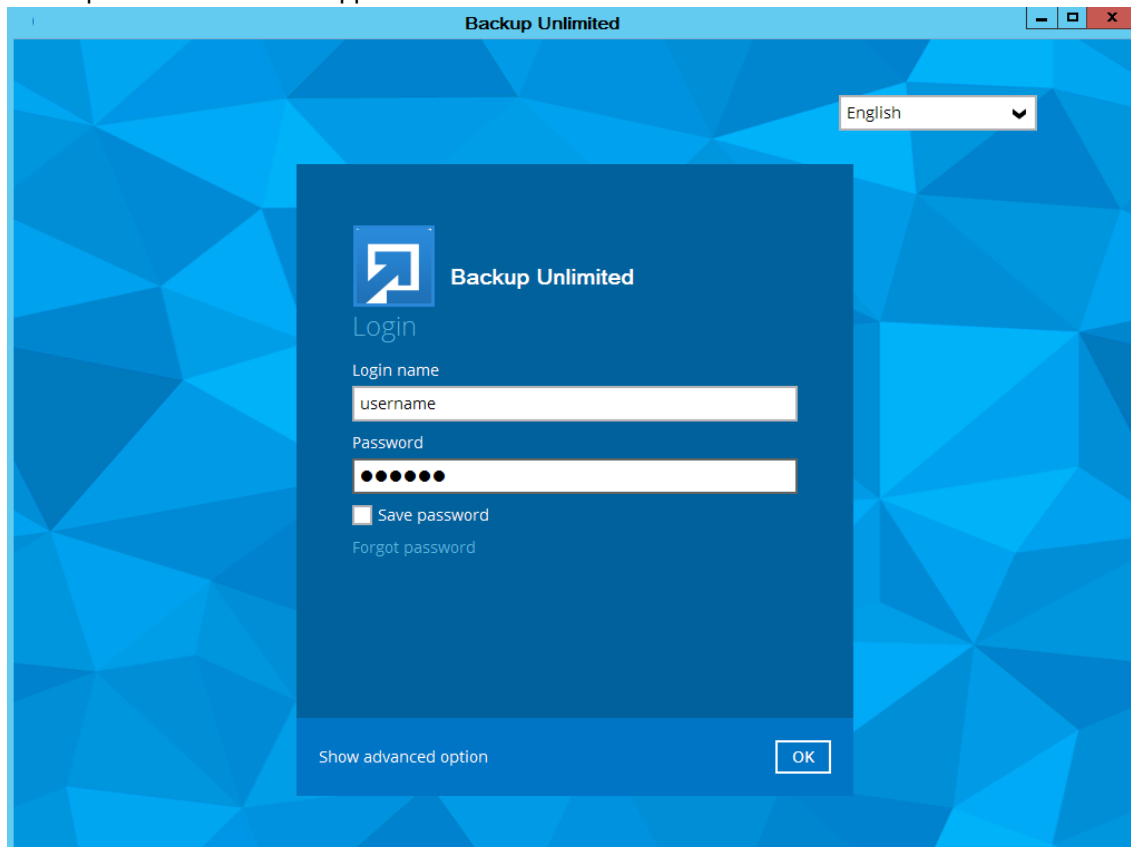 Backup Unlimited
English
Backup Unlimited
Login
Login name
username
Password
●●●●●●
Save password
Forgot password
Show advanced option
OK